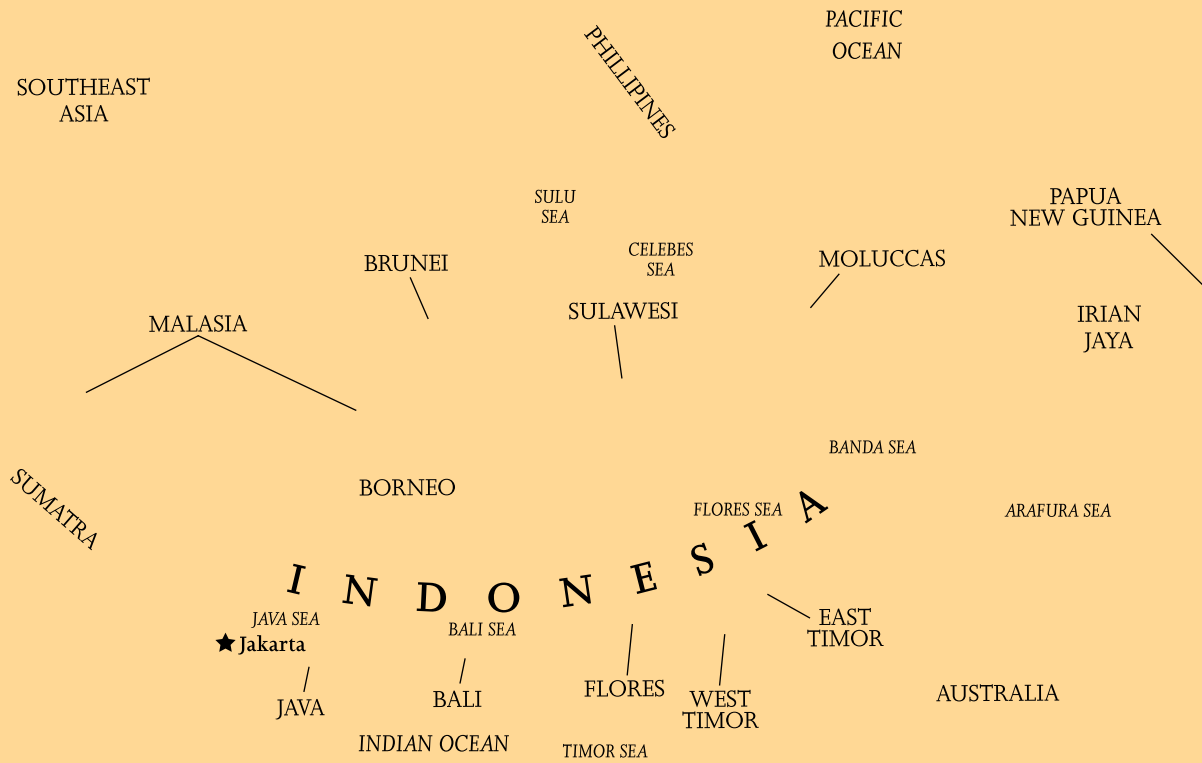 PACIFIC
OCEAN
PHILLIPINES
SOUTHEAST
ASIA
SULU
SEA
PAPUA
NEW GUINEA
CELEBES
SEA
BRUNEI
MOLUCCAS
SULAWESI
IRIAN
JAYA
MALASIA
BANDA SEA
SUMATRA
BORNEO
FLORES SEA
ARAFURA SEA
INDONESIA
JAVA SEA
BALI SEA
EAST
TIMOR
Jakarta
FLORES
WEST
TIMOR
AUSTRALIA
BALI
JAVA
INDIAN OCEAN
TIMOR SEA